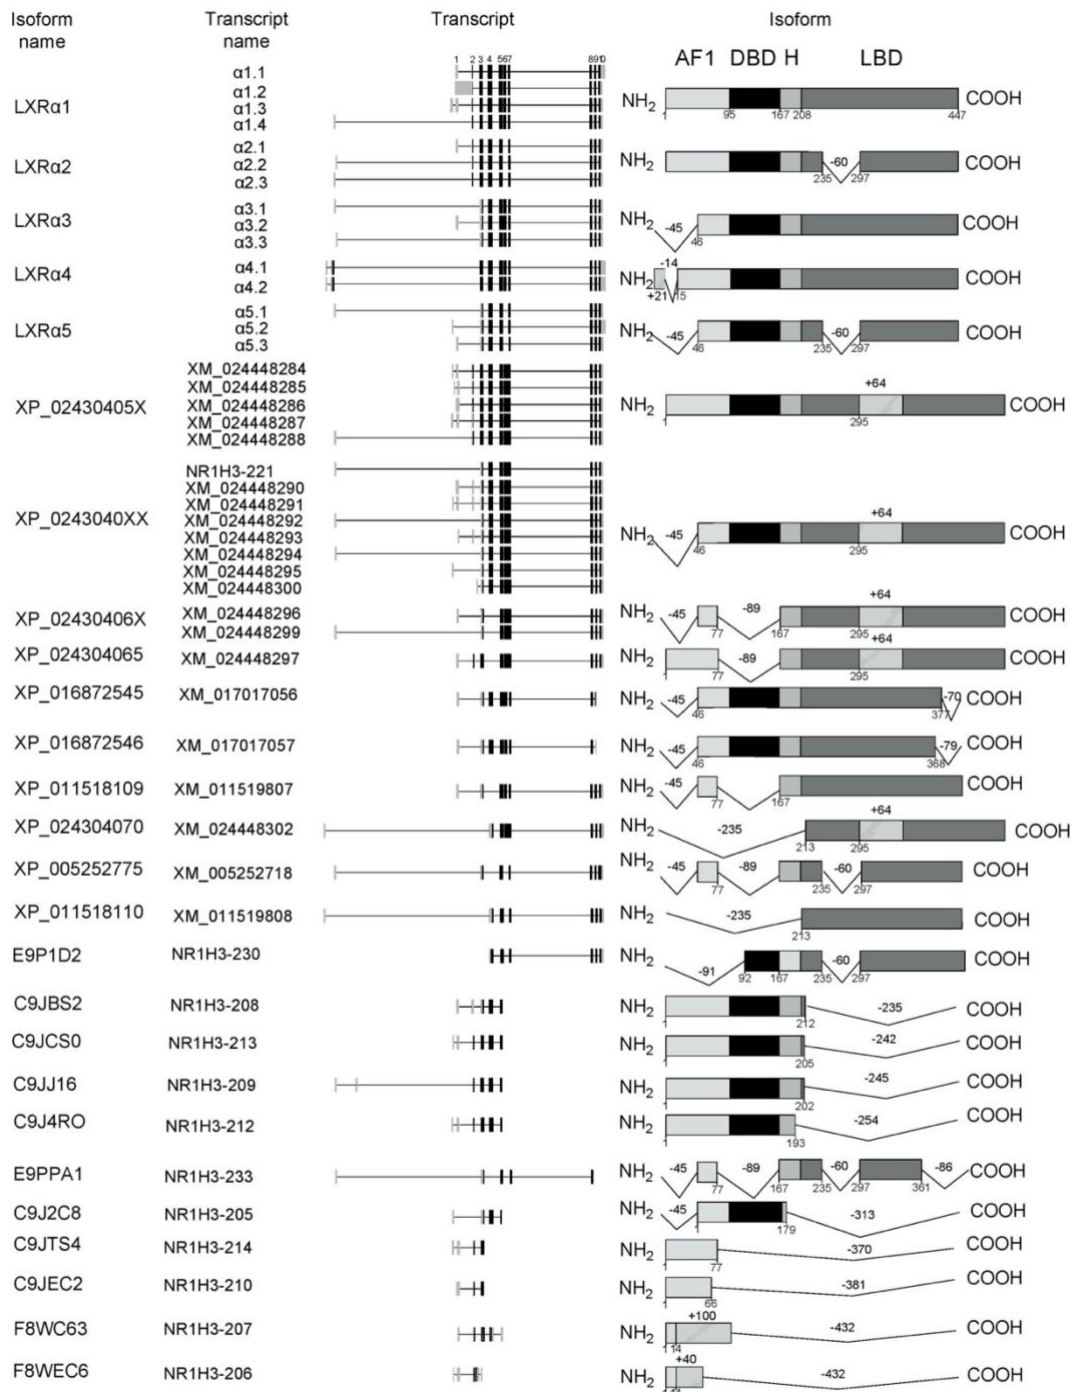 Isoform name
Transcript name
Transcript
Isoform
AF1 DBD H LBD
1 2 3 4 567 8910
LXRα1
α1.1
α1.2
α1.3
α1.4
NH2 COOH
1 95 167 208 447
LXRα2
α2.1
α2.2
α2.3
NH2 -60 COOH
235 297
LXRα3
α3.1
α3.2
α3.3
NH2 -45 COOH
46
LXRα4
α4.1
α4.2
-14
NH2 COOH
+21 15
LXRα5
α5.1
α5.2
α5.3
NH2 -45 -60 COOH
46 235 297
XP_02430405X
XM_024448284
XM_024448285
XM_024448286
XM_024448287
XM_024448288
+64
NH2 COOH
1 295
XP_0243040XX
NR1H3-221
XM_024448290
XM_024448291
XM_024448292
XM_024448293
XM_024448294
XM_024448295
XM_024448300
+64
NH2 -45 COOH
46 295
XP_02430406X
XM_024448296
XM_024448299
+64
NH2 -45 -89 COOH
77 167 295
XP_024304065 XM_024448297
+64
NH2 -89 COOH
1 77 295
XP_016872545 XM_017017056
NH2 -45 -70 COOH
46 377
XP_016872546 XM_017017057
NH2 -45 -79 COOH
46 368
XP_011518109 XM_011519807
NH2 -45 COOH
77 167
XP_024304070 XM_024448302
+64
NH2 -235 COOH
213 295
XP_005252775 XM_005252718
NH2 -45 -89 -60 COOH
77 235 297
XP_011518110 XM_011519808
NH2 -235 COOH
213
E9P1D2 NR1H3-230
NH2 -91 -60 COOH
92 167 235 297
C9JBS2 NR1H3-208
NH2 -235 COOH
1 212
C9JCS0 NR1H3-213
NH2 -242 COOH
1 205
C9JJ16 NR1H3-209
NH2 -245 COOH
1 202
C9J4RO NR1H3-212
NH2 -254 COOH
1 193
E9PPA1 NR1H3-233
NH2 -45 -89 -60 -86 COOH
77 167 235 297 361
C9J2C8 NR1H3-205
NH2 -45 -313 COOH
1 179
C9JTS4 NR1H3-214
NH2 -370 COOH
1 77
C9JEC2 NR1H3-210
NH2 -381 COOH
1 66
F8WC63 NR1H3-207
+100
NH2 -432 COOH
1 14
F8WEC6 NR1H3-206
+40
NH2 -432 COOH